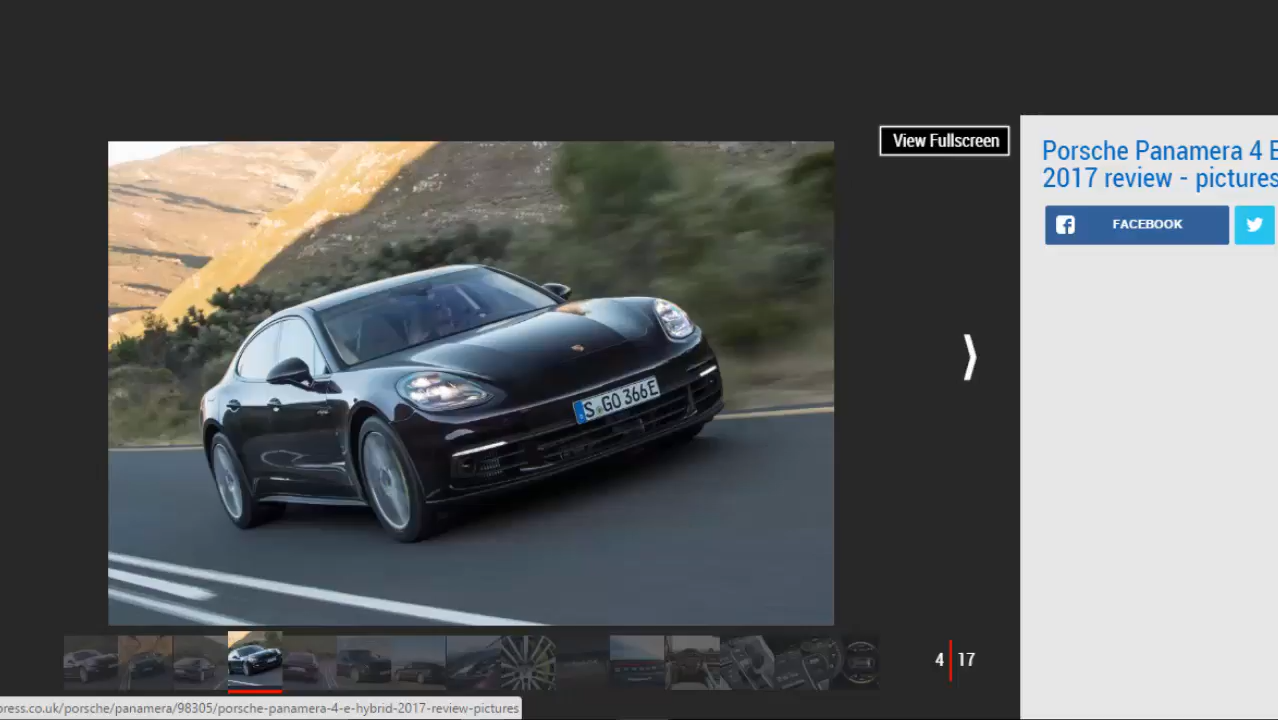 View Fullscreen
Porsche Panamera 4 E
2017 review - pictures
FACEBOOK
S GO 366E
4 17
press.co.uk/porsche/panamera/98305/porsche-panamera-4-e-hybrid-2017-review-pictures